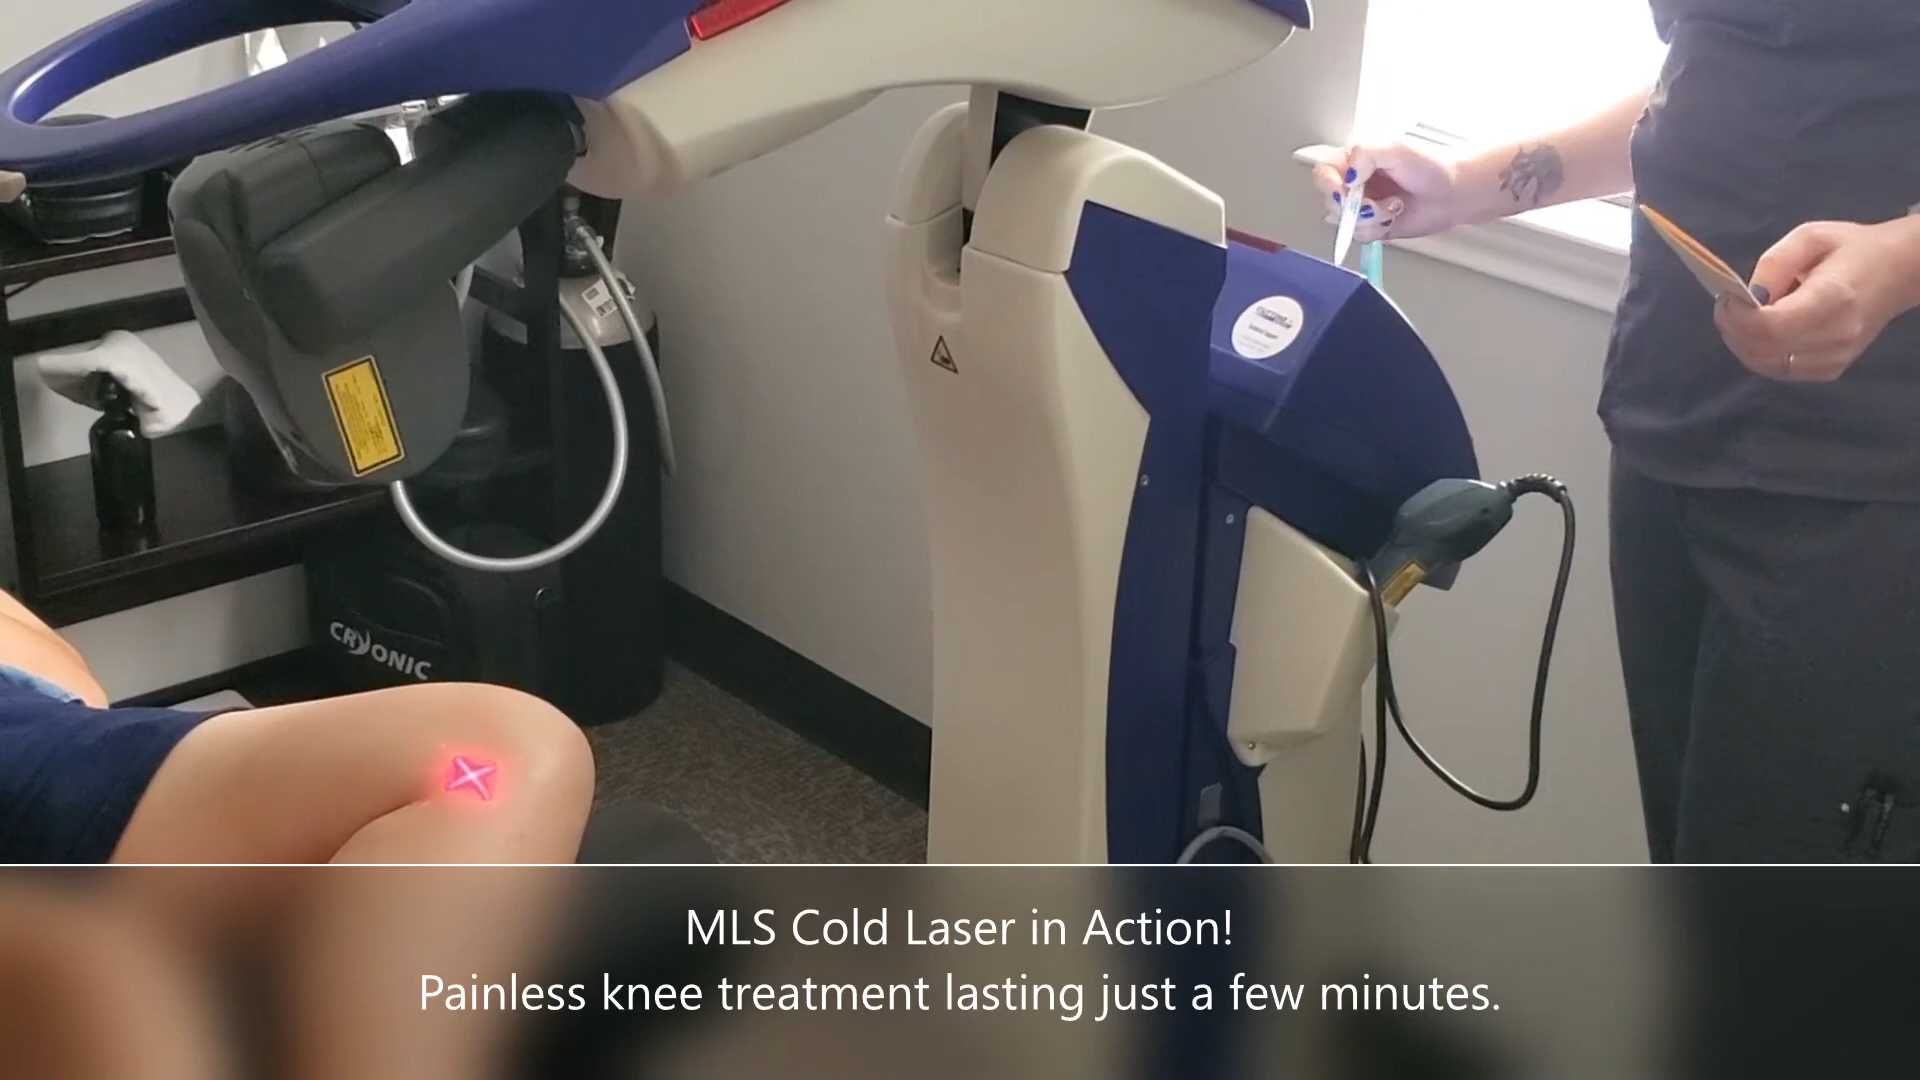 CRYONIC
MLS Cold Laser in Action!
Painless knee treatment lasting just a few minutes.